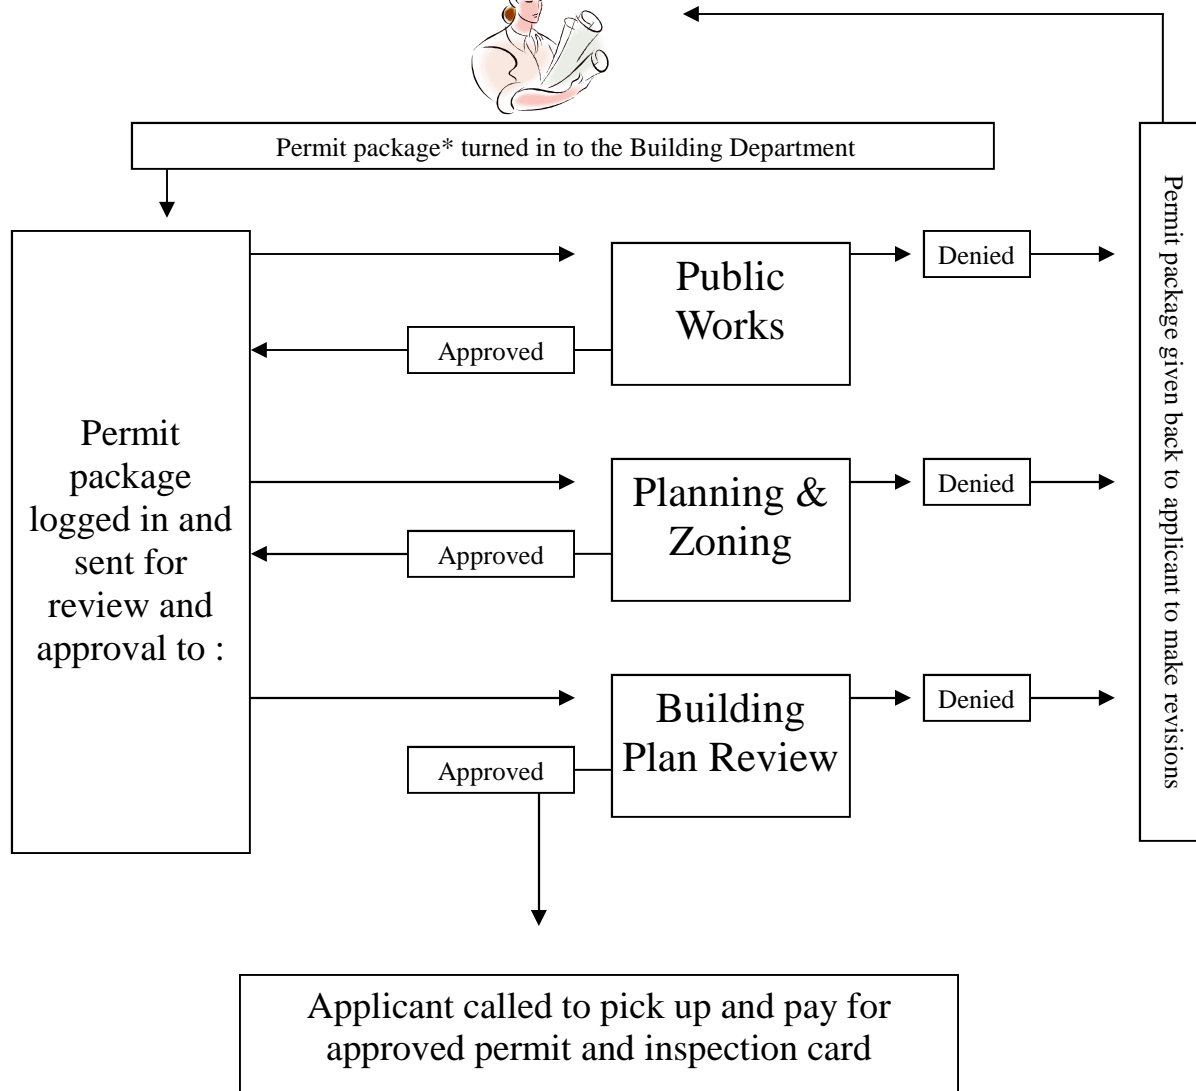 Permit package* turned in to the Building Department
Permit
package
logged in and
sent for
review and
approval to :
Public
Works
Denied
Approved
Planning &
Zoning
Denied
Approved
Building
Plan Review
Denied
Approved
Permit package given back to applicant to make revisions
Applicant called to pick up and pay for
approved permit and inspection card